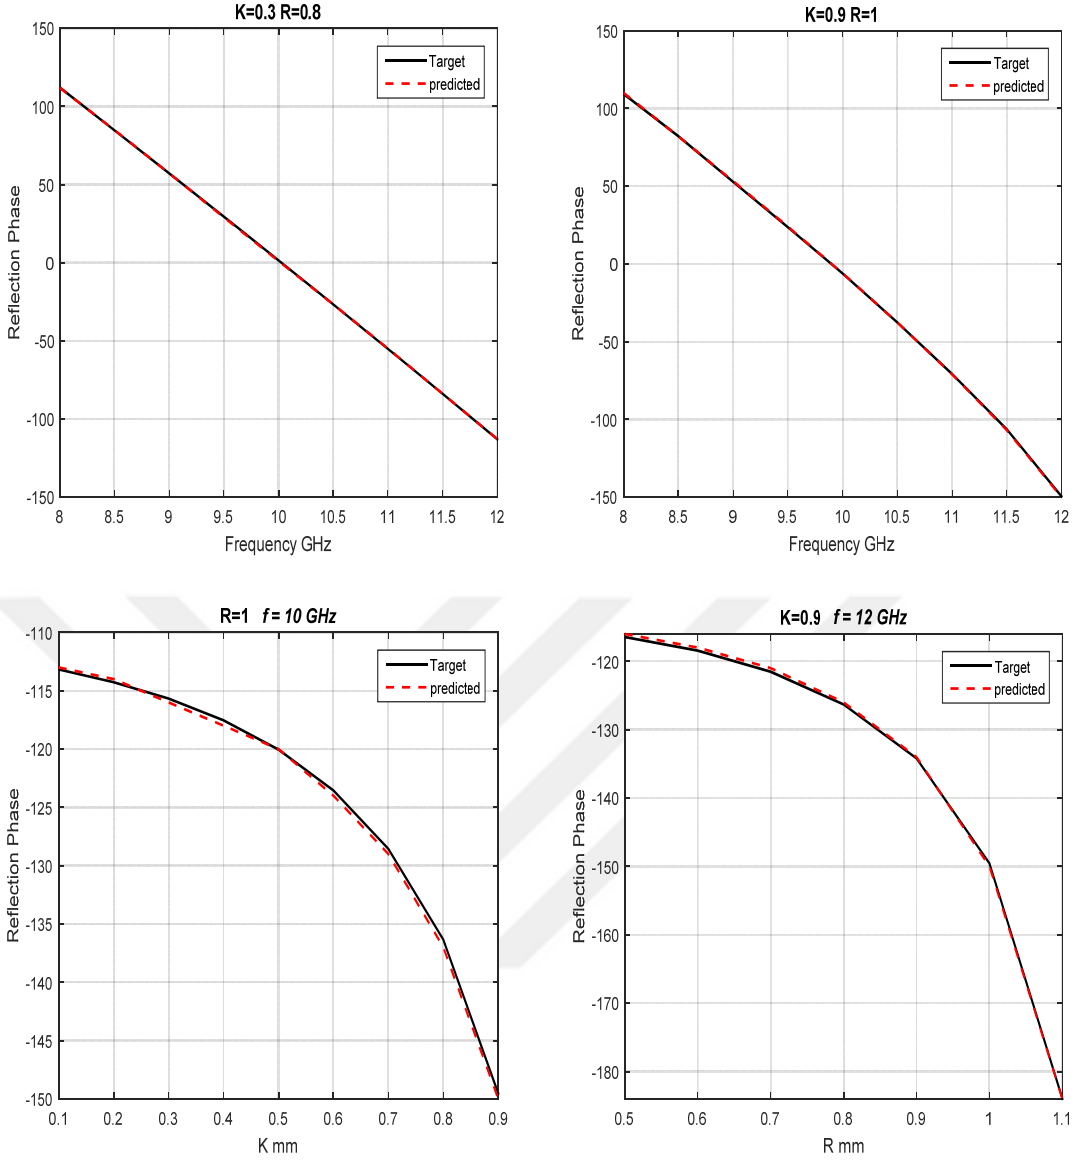 K=0.3 R=0.8
150
100
50
0
-50
-100
-150
8 8.5 9 9.5 10 10.5 11 11.5 12
Frequency GHz
Reflection Phase
Target
predicted
K=0.9 R=1
150
100
50
0
-50
-100
-150
8 8.5 9 9.5 10 10.5 11 11.5 12
Frequency GHz
Reflection Phase
Target
predicted
R=1 f = 10 GHz
-110
-115
-120
-125
-130
-135
-140
-145
-150
0.1 0.2 0.3 0.4 0.5 0.6 0.7 0.8 0.9
K mm
Reflection Phase
Target
predicted
K=0.9 f = 12 GHz
-120
-130
-140
-150
-160
-170
-180
0.5 0.6 0.7 0.8 0.9 1 1.1
R mm
Reflection Phase
Target
predicted